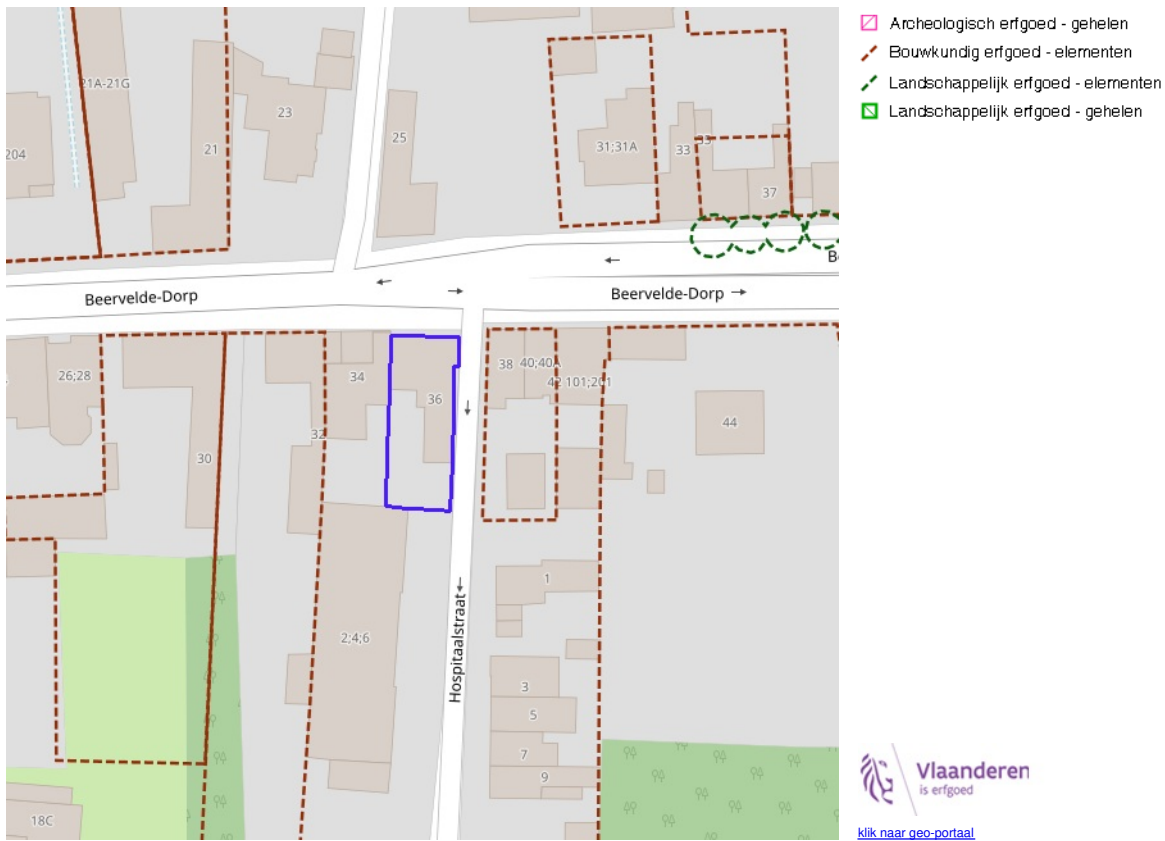 Archeologisch erfgoed - gehelen
Bouwkundig erfgoed - elementen
Landschappelijk erfgoed - elementen
Landschappelijk erfgoed - gehelen
21A-21G
23
25
21
204
31;31A
33
35
37
Beervelde-Dorp
Beervelde-Dorp
26;28
34
36
38
40;40A
42
101;201
44
30
32
1
2;4;6
Hospitaalstraat
3
5
7
9
18C
Vlaanderen
is erfgoed
klik naar geo-portaal